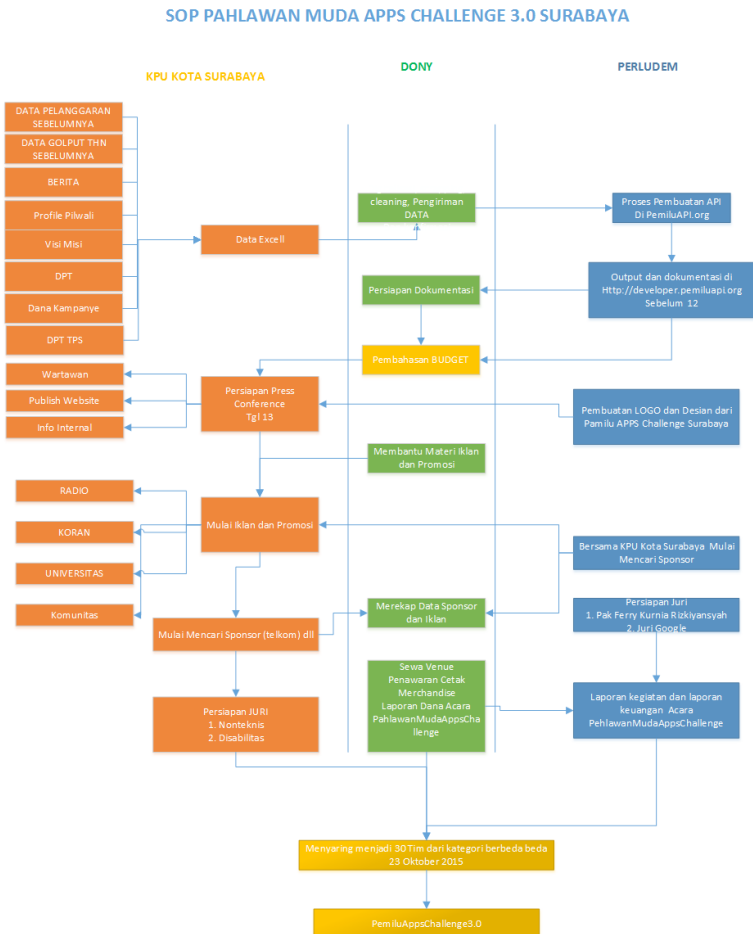 SOP PAHLAWAN MUDA APPS CHALLENGE 3.0 SURABAYA
KPU KOTA SURABAYA
DONY
PERLUDEM
DATA PELANGGARAN
SEBELUMNYA
DATA GOLPUT THN
SEBELUMNYA
BERITA
Profile Pilwali
Visi Misi
DPT
Dana Kampanye
DPT TPS
Data Excell
cleaning, Pengiriman
DATA
Proses Pembuatan API
Di PemiluAPI.org
Persiapan Dokumentasi
Output dan dokumentasi di
Http://developer.pemiluapi.org
Sebelum 12
Pembahasan BUDGET
Wartawan
Publish Website
Info Internal
Persiapan Press
Conference
Tgl 13
Pembuatan LOGO dan Desian dari
Pamilu APPS Challenge Surabaya
Membantu Materi Iklan
dan Promosi
RADIO
KORAN
UNIVERSITAS
Komunitas
Mulai Iklan dan Promosi
Bersama KPU Kota Surabaya Mulai
Mencari Sponsor
Mulai Mencari Sponsor (telkom) dll
Merekap Data Sponsor
dan Iklan
Persiapan Juri
1. Pak Ferry Kurnia Rizkiyansyah
2. Juri Google
Persiapan JURI
1. Nonteknis
2. Disabilitas
Sewa Venue
Penawaran Cetak
Merchandise
Laporan Dana Acara
PahlawanMudaAppsCha
llenge
Laporan kegiatan dan laporan
keuangan Acara
PehlawanMudaAppsChallenge
Menyaring menjadi 30 Tim dari kategori berbeda beda
23 Oktober 2015
PemiluAppsChallenge3.0